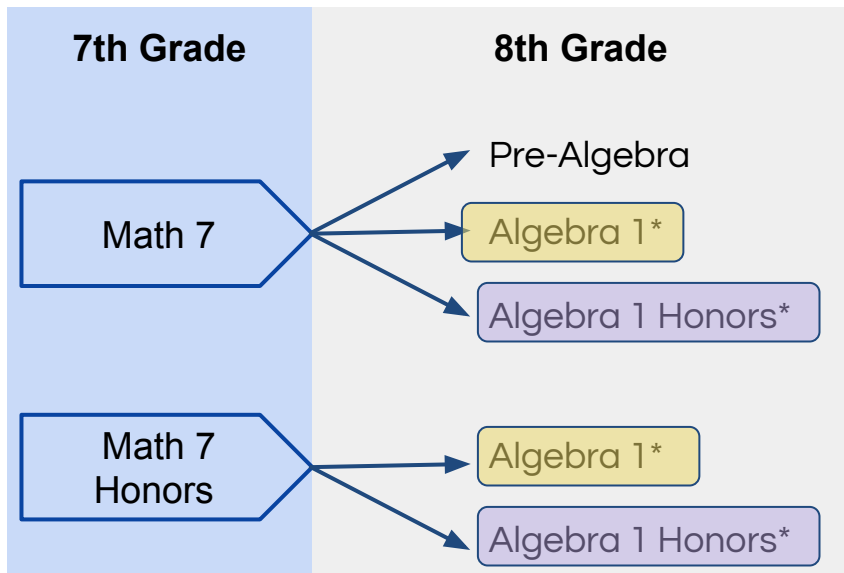 7th Grade
8th Grade
Math 7
Pre-Algebra
Algebra 1*
Algebra 1 Honors*
Math 7
Honors
Algebra 1*
Algebra 1 Honors*